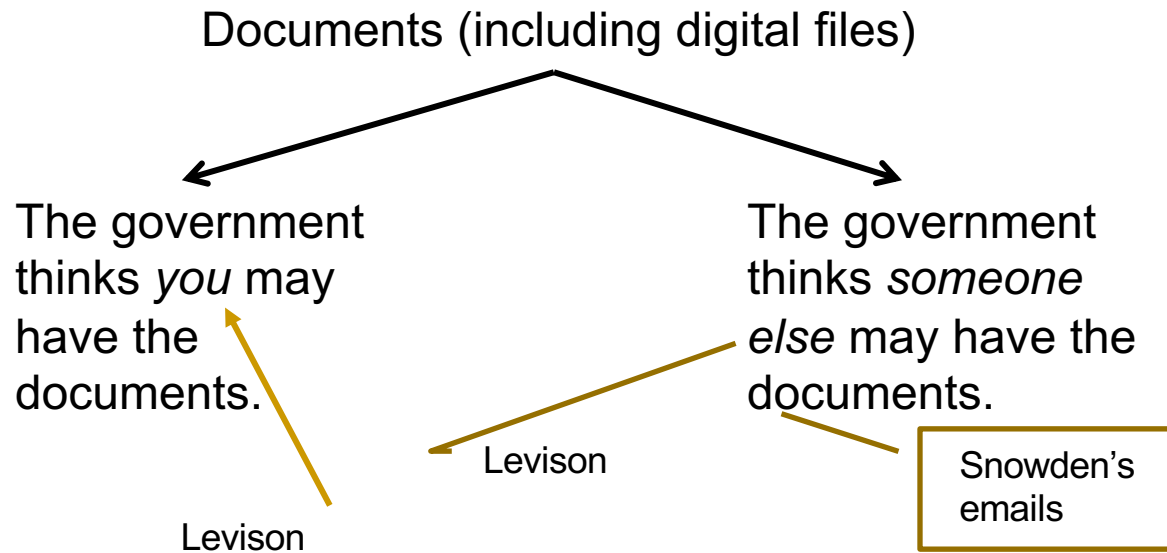 Documents (including digital files)
The government
thinks you may
have the
documents.
The government
thinks someone
else may have the
documents.
Levison
Levison
Snowden’s
emails